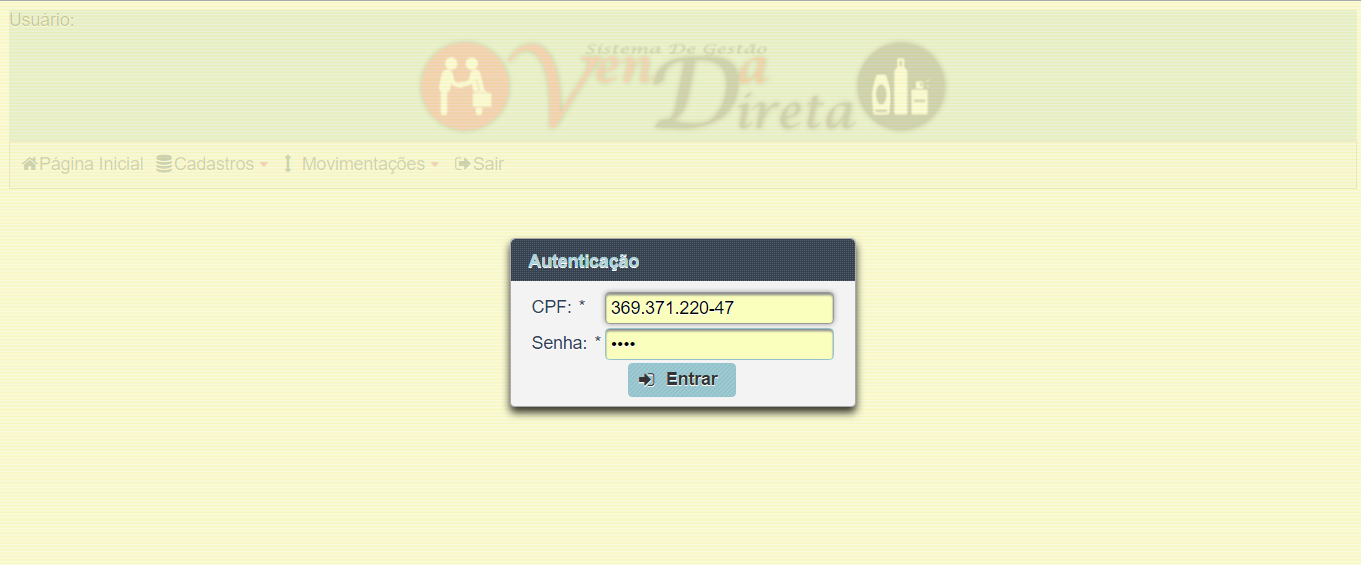 Usuário:
Sistema De Gestão
VenDa
Direta
Página Inicial Cadastros Movimentações Sair
Autenticação
CPF: * 369.371.220-47
Senha: * ••••
Entrar